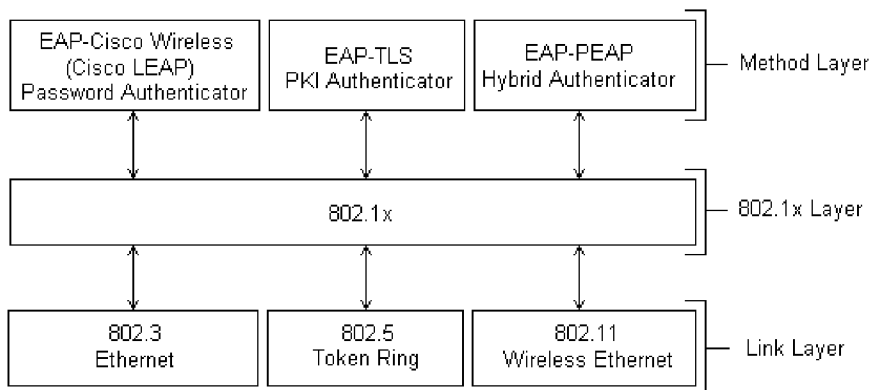 EAP-Cisco Wireless
(Cisco LEAP)
Password Authenticator
EAP-TLS
PKI Authenticator
EAP-PEAP
Hybrid Authenticator
Method Layer
802.1x
802.1x Layer
802.3
Ethernet
802.5
Token Ring
802.11
Wireless Ethernet
Link Layer